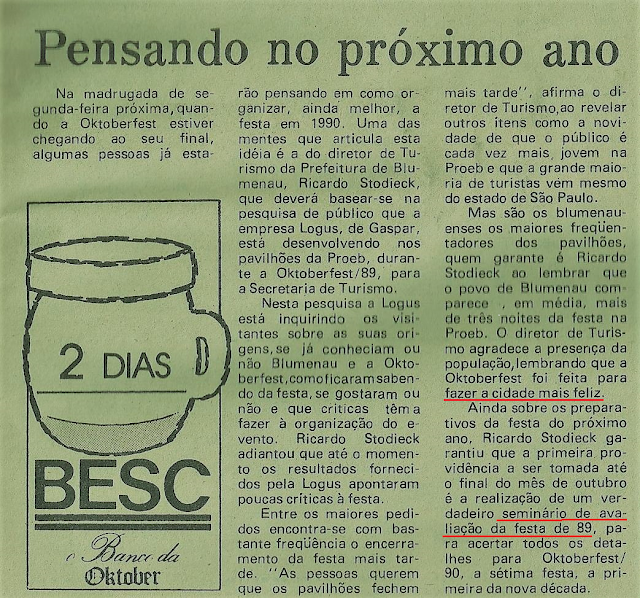 Pensando no próximo ano
Na madrugada de se-
gunda-feira próxima, quan-
do a Oktoberfest estiver
chegando ao seu final,
algumas pessoas já esta-
2 DIAS
BESC
o Banco da
Oktober
rão pensando em como or-
ganizar, ainda melhor, a
festa em 1990. Uma das
mentes que articula esta
idéia é a do diretor de Tu-
rismo da Prefeitura de Blu-
menau, Ricardo Stodieck,
que deverá basear-se na
pesquisa de público que a
empresa Logus, de Gaspar,
está desenvolvendo nos
pavilhões da Proeb, duran-
te a Oktoberfest/89, para
a Secretaria de Turismo.
Nesta pesquisa a Logus
está inquirindo os visi-
tantes sobre as suas ori-
gens, se já conheciam ou
não Blumenau e a Okto-
berfest, como ficaram saben-
do da festa, se gostaram ou
não e que criticas têm a
fazer à organização do e-
vento. Ricardo Stodieck
adiantou que até o momen-
to os resultados forneci-
dos pela Logus apontaram
poucas críticas à festa.
Entre os maiores pedi-
dos encontra-se com bas-
tante freqüência o encerra-
mento da festa mais tar-
de. "As pessoas querem
que os pavilhões fechem
mais tarde", afirma o di-
retor de Turismo, ao revelar
outros itens como a novi-
dade de que o público é
cada vez mais, jovem na
Proeb e que a grande maio-
ria de turistas vem mesmo
do estado de São Paulo.
Mas são os blumenau-
enses os maiores freqüen-
tadores dos pavilhões,
quem garante é Ricardo
Stodieck ao lembrar que
o povo de Blumenau com-
parece , em média, mais
de três noites da festa na
Proeb. O diretor de Turis-
mo agradece a presença da
população, lembrando que a
Oktoberfest foi feita para
fazer a cidade mais feliz.
Ainda sobre os prepara-
tivos da festa do próximo
ano, Ricardo Stodieck ga-
rantiu que a primeira pro-
vidência a ser tomada até
o final do mês de outubro
é a realização de um ver-
dadeiro seminário de ava-
liação da festa de 89, pa-
ra acertar todos os deta-
lhes para Oktoberfest/
90, a sétima festa, a pri-
meira da nova década.